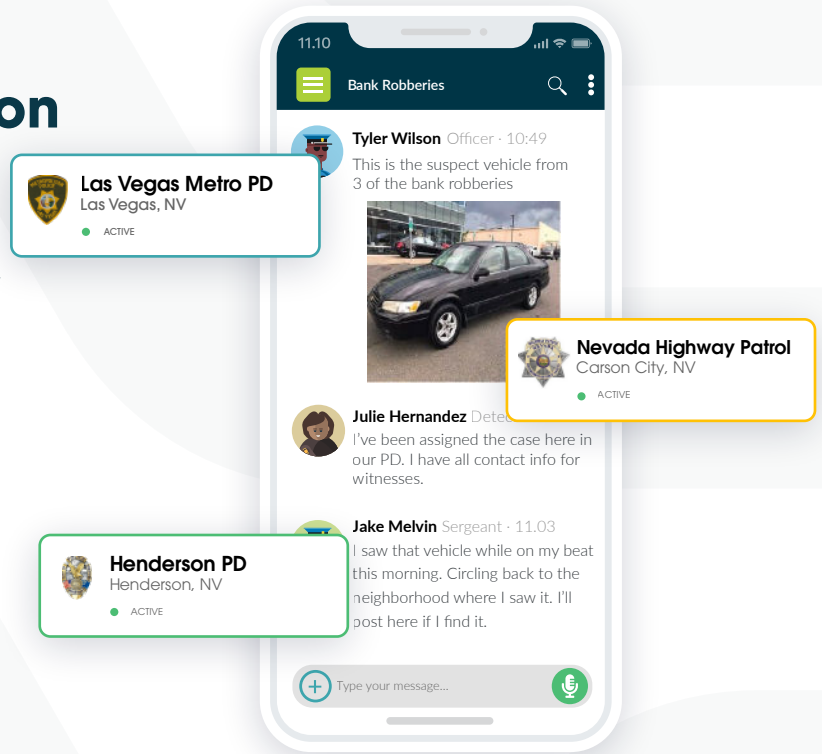 on
11.10
Bank Robberies
Tyler Wilson Officer · 10:49
This is the suspect vehicle from
3 of the bank robberies
Las Vegas Metro PD
Las Vegas, NV
ACTIVE
Nevada Highway Patrol
Carson City, NV
ACTIVE
Julie Hernandez Detec
I've been assigned the case here in
our PD. I have all contact info for
witnesses.
Jake Melvin Sergeant · 11.03
I saw that vehicle while on my beat
this morning. Circling back to the
neighborhood where I saw it. I'll
post here if I find it.
Henderson PD
Henderson, NV
ACTIVE
Type your message...